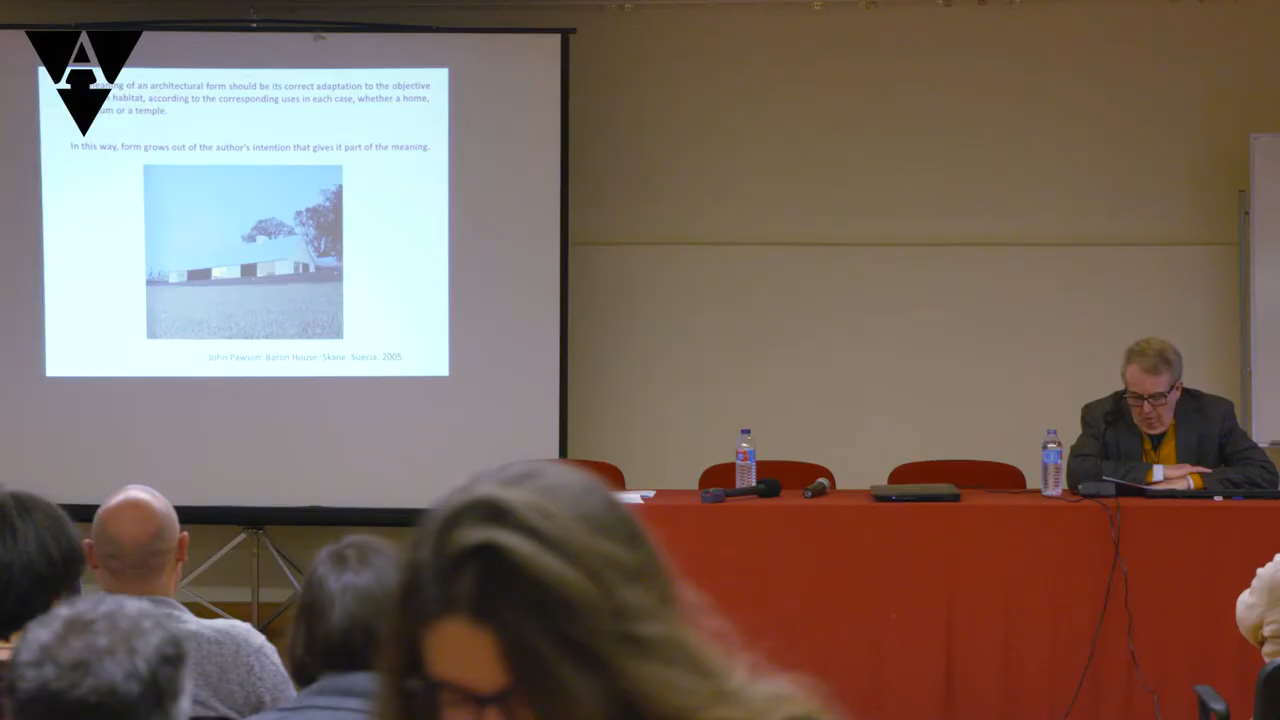 A
of an architectural form should be its correct adaptation to the objective
habitat, according to the corresponding uses in each case, whether a home,
or a temple.
In this way, form grows out of the author's intention that gives it part of the meaning.
John Pawson. Baron House. Skane. Suecia. 2005.